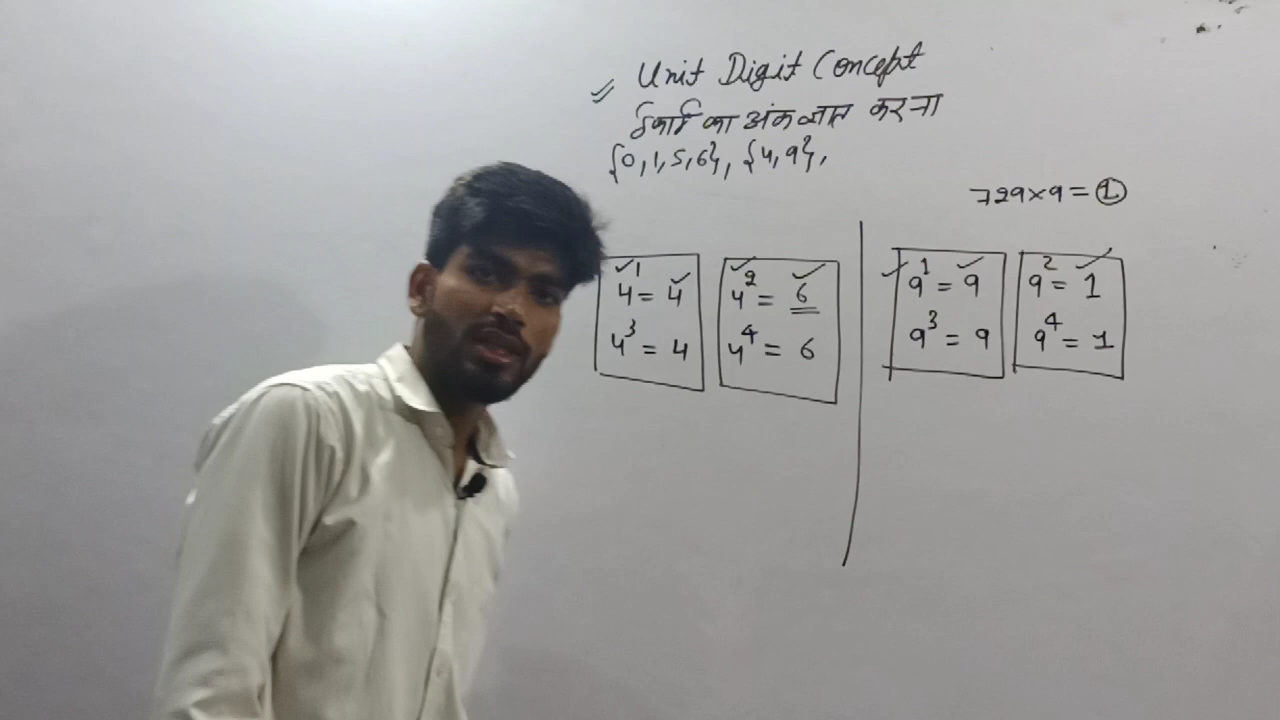 Unit Digit Concept
इकाई का अंक ज्ञात करना
{0, 1, 5, 6}, {4, 9},
729 × 9 = 1
4¹ = 4
4³ = 4
4² = 6
4⁴ = 6
9¹ = 9
9³ = 9
9² = 1
9⁴ = 1